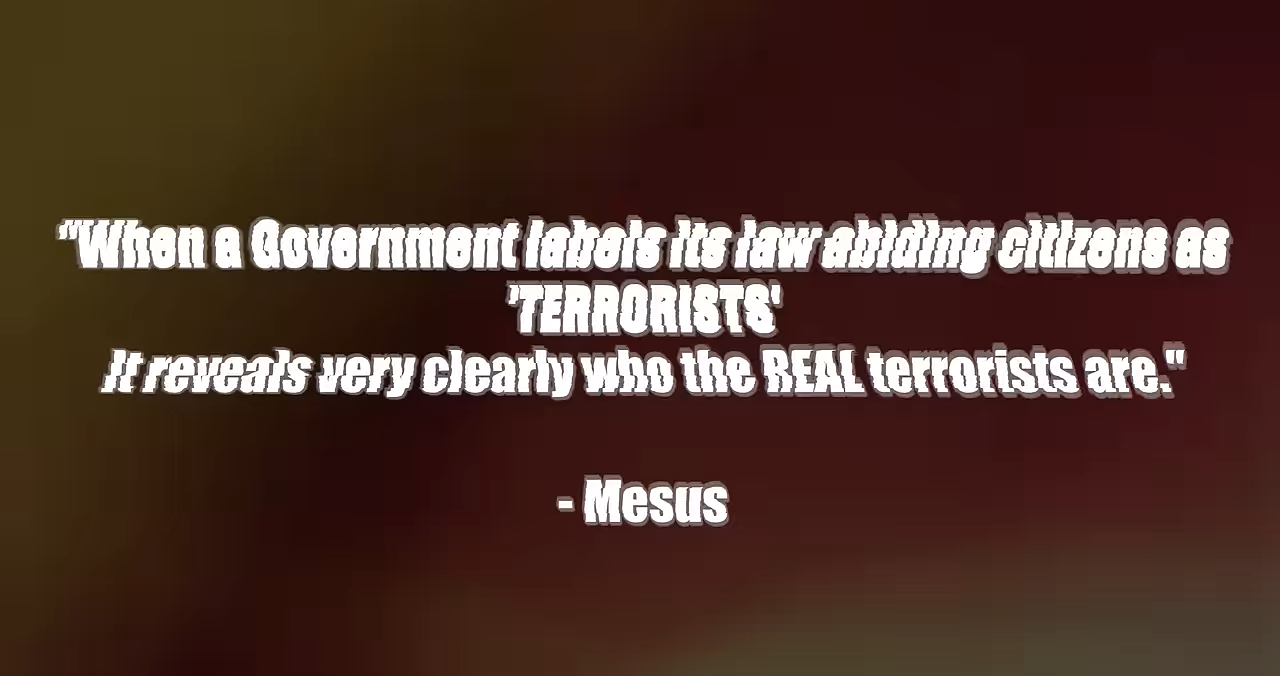 "When a Government labels its law abiding citizens as
'TERRORISTS'
It reveals very clearly who the REAL terrorists are."
- Mesus